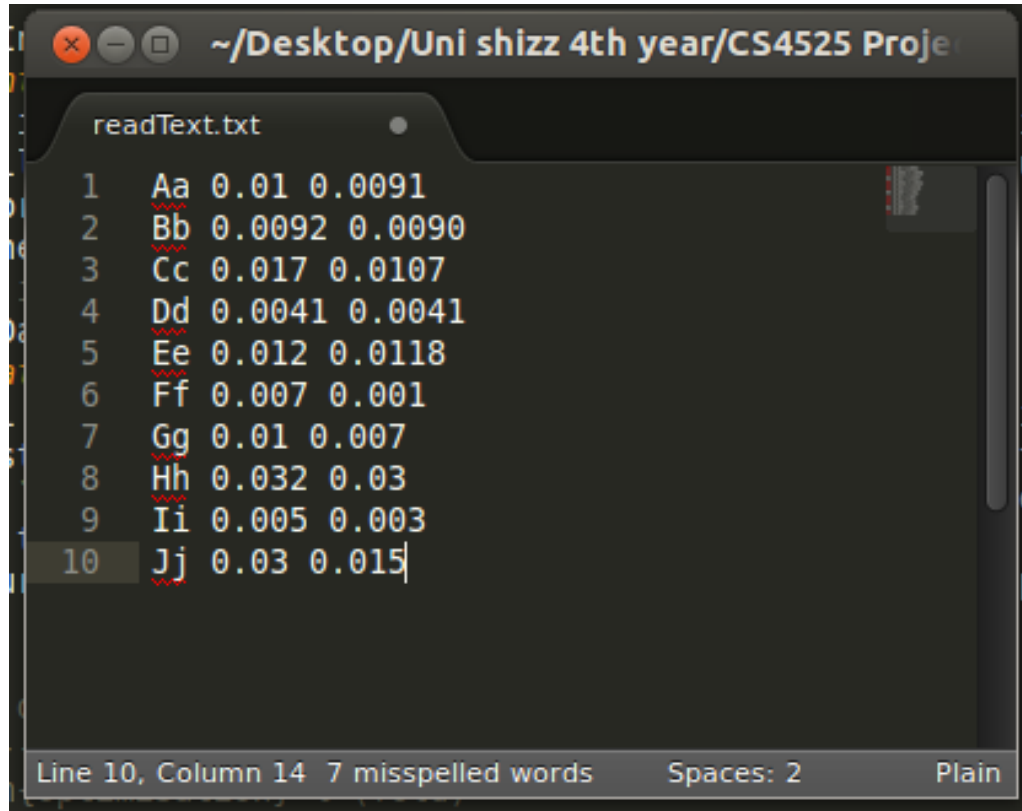 ~/Desktop/Uni shizz 4th year/CS4525
readText.txt
1 Aa 0.01 0.0091
2 Bb 0.0092 0.0090
3 Cc 0.017 0.0107
4 Dd 0.0041 0.0041
5 Ee 0.012 0.0118
6 Ff 0.007 0.001
7 Gg 0.01 0.007
8 Hh 0.032 0.03
9 Ii 0.005 0.003
10 Jj 0.03 0.015
Line 10, Column 14 7 misspelled words Spaces: 2 Plain